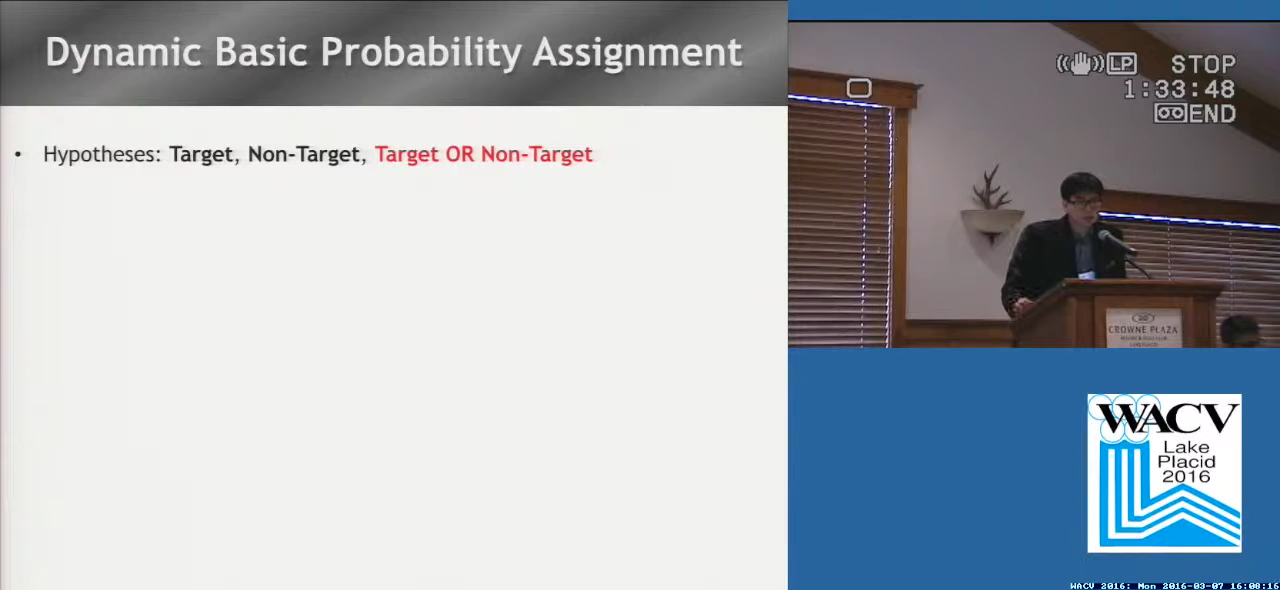 Dynamic Basic Probability Assignment
• Hypotheses: Target, Non-Target, Target OR Non-Target
LP STOP
1:33:48
END
CROWNE PLAZA
WACV
Lake
Placid
2016
WACV 2016: Mon 2016-03-07 16:08:16